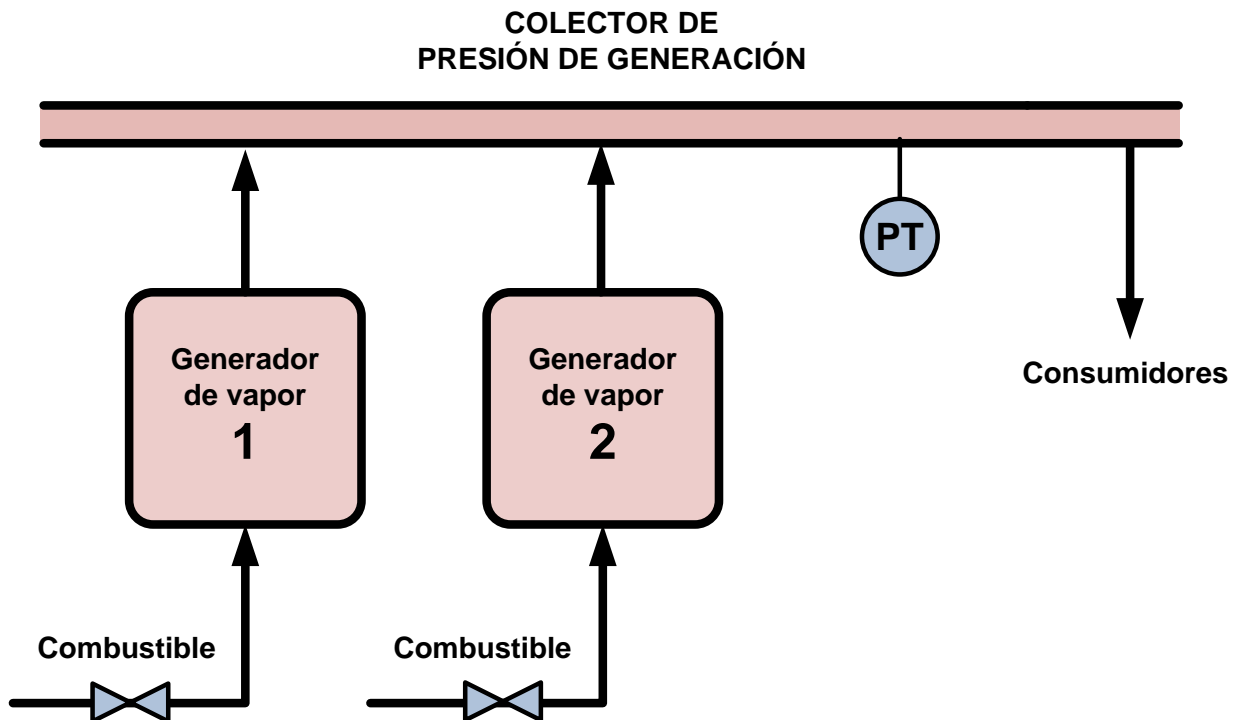 COLECTOR DE
PRESIÓN DE GENERACIÓN
PT
Generador
de vapor
1
Generador
de vapor
2
Consumidores
Combustible
Combustible